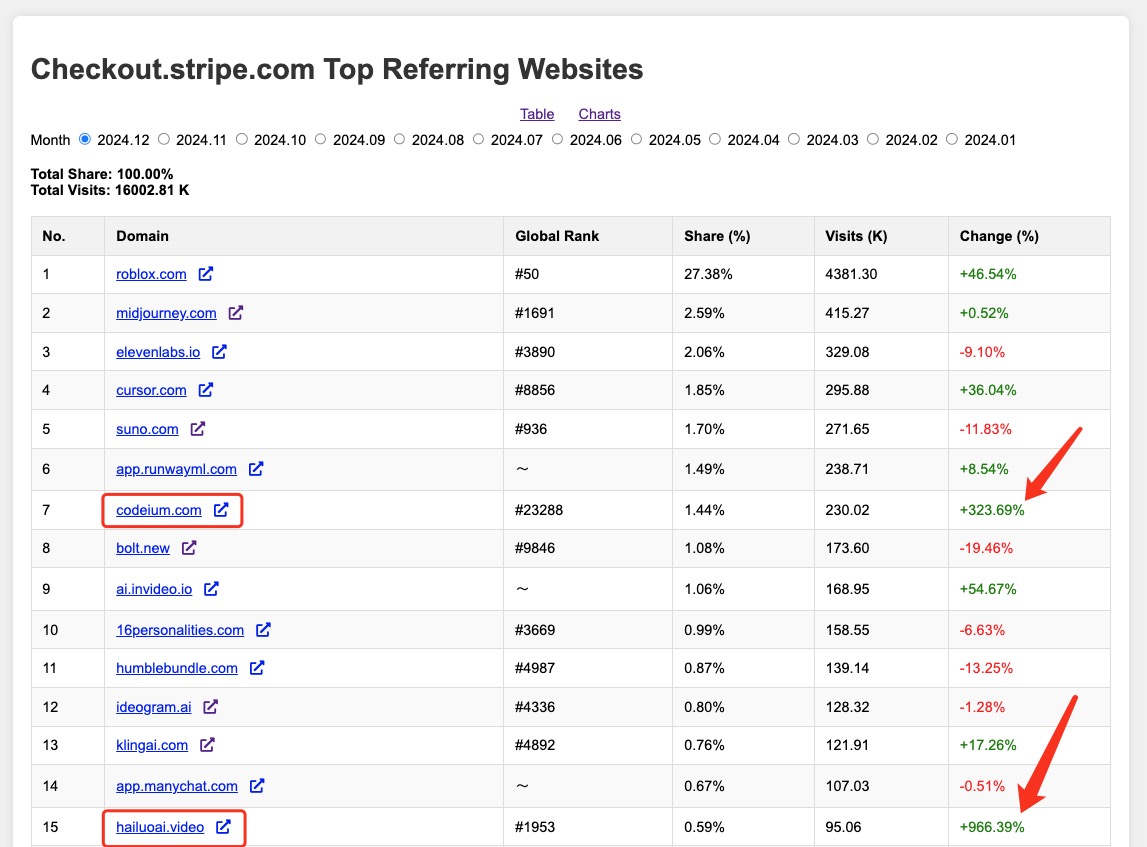 Checkout.stripe.com Top Referring Websites
Table Charts
Month 2024.12 2024.11 2024.10 2024.09 2024.08 2024.07 2024.06 2024.05 2024.04 2024.03 2024.02 2024.01
Total Share: 100.00%
Total Visits: 16002.81 K
No. Domain Global Rank Share (%) Visits (K) Change (%)
1 roblox.com #50 27.38% 4381.30 +46.54%
2 midjourney.com #1691 2.59% 415.27 +0.52%
3 elevenlabs.io #3890 2.06% 329.08 -9.10%
4 cursor.com #8856 1.85% 295.88 +36.04%
5 suno.com #936 1.70% 271.65 -11.83%
6 app.runwayml.com ~ 1.49% 238.71 +8.54%
7 codeium.com #23288 1.44% 230.02 +323.69%
8 bolt.new #9846 1.08% 173.60 -19.46%
9 ai.invideo.io ~ 1.06% 168.95 +54.67%
10 16personalities.com #3669 0.99% 158.55 -6.63%
11 humblebundle.com #4987 0.87% 139.14 -13.25%
12 ideogram.ai #4336 0.80% 128.32 -1.28%
13 klingai.com #4892 0.76% 121.91 +17.26%
14 app.manychat.com ~ 0.67% 107.03 -0.51%
15 hailuoai.video #1953 0.59% 95.06 +966.39%